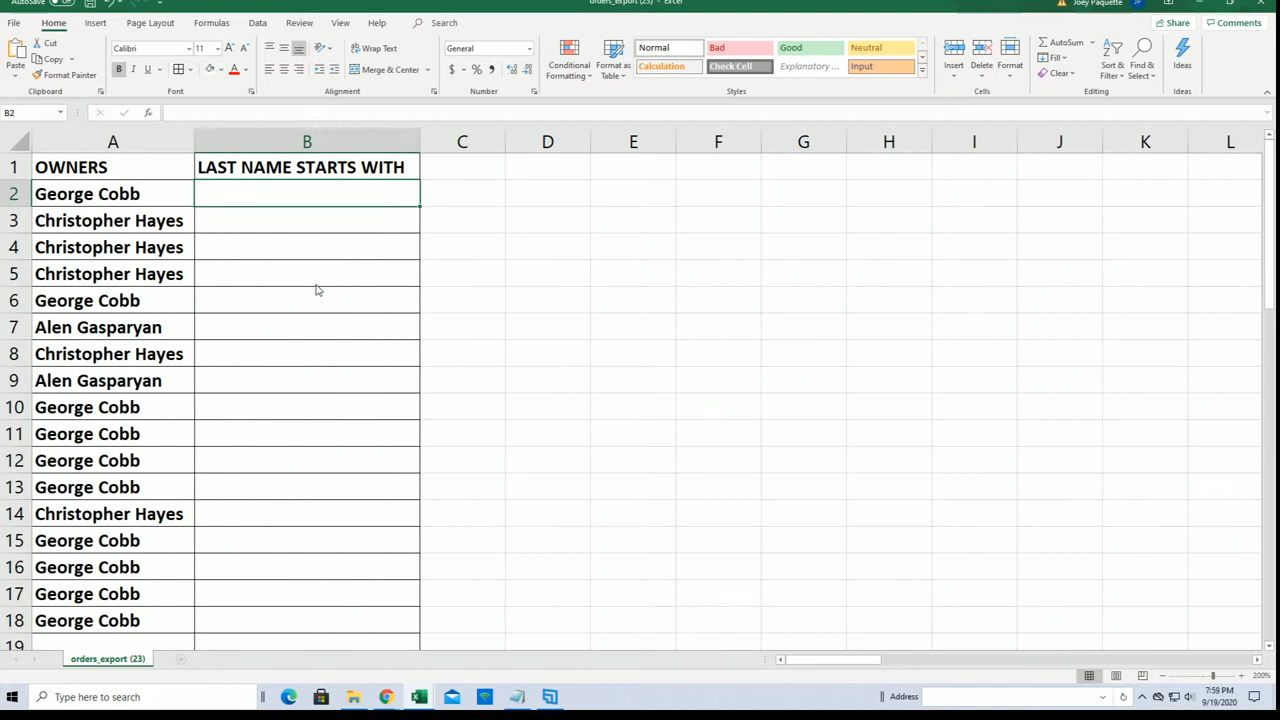 AutoSave
orders_export (23) - Excel
Joey Paquette
File Home Insert Page Layout Formulas Data Review View Help Search Share Comments
Paste Cut Copy Format Painter
Calibri 11 A A
B I U A
Wrap Text
Merge & Center
General
$ %
Conditional Formatting Format as Table
Normal Bad Good Neutral
Calculation Check Cell Explanatory ... Input
Insert Delete Format
AutoSum Fill Clear
Sort & Filter Find & Select Ideas
Clipboard Font Alignment Number Styles Cells Editing Ideas
B2 fx
A B C D E F G H I J K L
1 OWNERS LAST NAME STARTS WITH
2 George Cobb
3 Christopher Hayes
4 Christopher Hayes
5 Christopher Hayes
6 George Cobb
7 Alen Gasparyan
8 Christopher Hayes
9 Alen Gasparyan
10 George Cobb
11 George Cobb
12 George Cobb
13 George Cobb
14 Christopher Hayes
15 George Cobb
16 George Cobb
17 George Cobb
18 George Cobb
19
orders_export (23)
200%
Type here to search Address 7:59 PM
9/19/2020